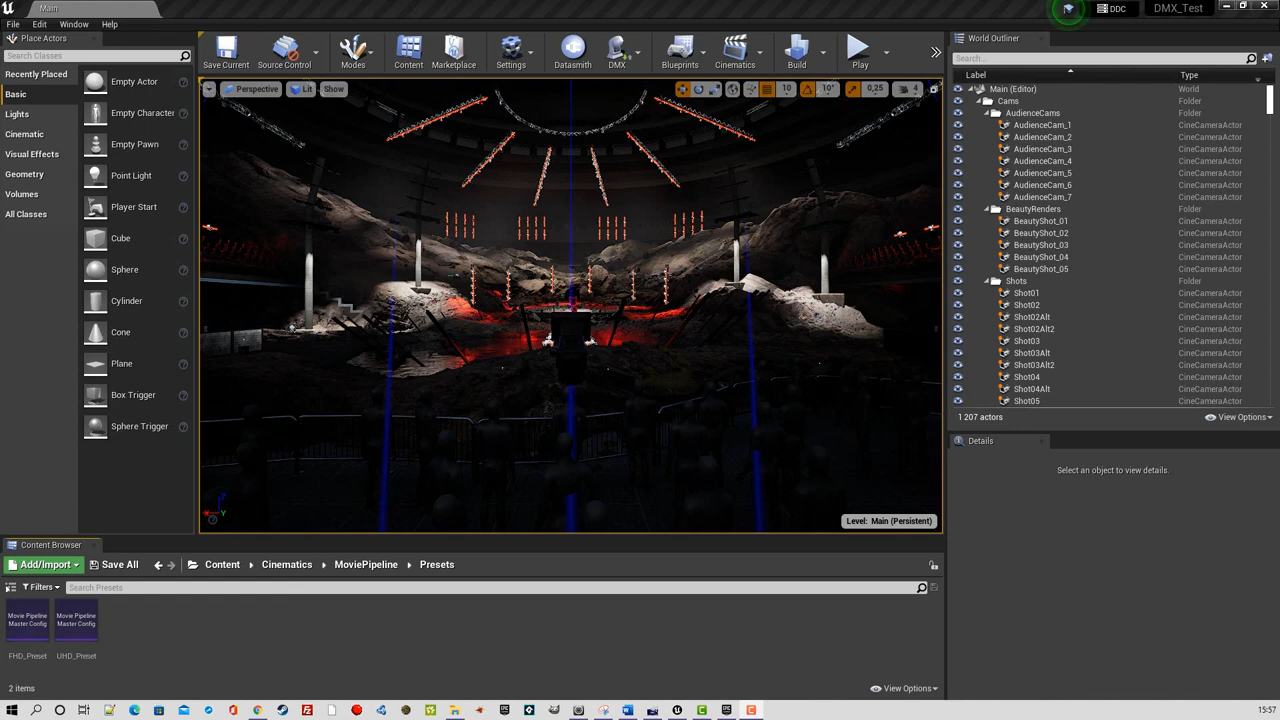 Main
DDC
DMX_Test
File Edit Window Help
Place Actors
Search Classes
Recently Placed
Basic
Lights
Cinematic
Visual Effects
Geometry
Volumes
All Classes
Empty Actor
Empty Character
Empty Pawn
Point Light
Player Start
Cube
Sphere
Cylinder
Cone
Plane
Box Trigger
Sphere Trigger
Save Current
Source Control
Modes
Content
Marketplace
Settings
Datasmith
DMX
Blueprints
Cinematics
Build
Play
Perspective
Lit
Show
10
10°
0,25
4
Level: Main (Persistent)
World Outliner
Search...
Label Type
Main (Editor) World
Cams Folder
AudienceCams Folder
AudienceCam_1 CineCameraActor
AudienceCam_2 CineCameraActor
AudienceCam_3 CineCameraActor
AudienceCam_4 CineCameraActor
AudienceCam_5 CineCameraActor
AudienceCam_6 CineCameraActor
AudienceCam_7 CineCameraActor
BeautyRenders Folder
BeautyShot_01 CineCameraActor
BeautyShot_02 CineCameraActor
BeautyShot_03 CineCameraActor
BeautyShot_04 CineCameraActor
BeautyShot_05 CineCameraActor
Shots Folder
Shot01 CineCameraActor
Shot02 CineCameraActor
Shot02Alt CineCameraActor
Shot02Alt2 CineCameraActor
Shot03 CineCameraActor
Shot03Alt CineCameraActor
Shot03Alt2 CineCameraActor
Shot04 CineCameraActor
Shot04Alt CineCameraActor
Shot05 CineCameraActor
1 207 actors
View Options
Details
Select an object to view details.
Content Browser
Add/Import
Save All
Content Cinematics MoviePipeline Presets
Filters
Search Presets
Movie Pipeline
Master Config
FHD_Preset
Movie Pipeline
Master Config
UHD_Preset
2 items
View Options
15:57